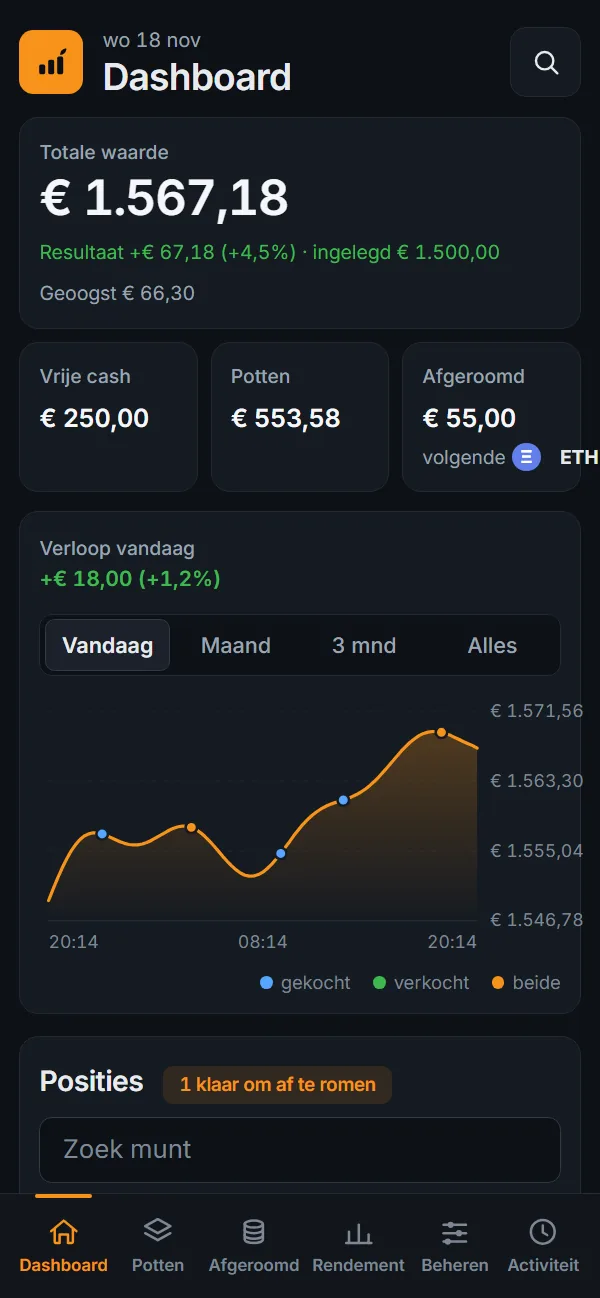 wo 18 nov
Dashboard
Totale waarde
€ 1.567,18
Resultaat +€ 67,18 (+4,5%) · ingelegd € 1.500,00
Geoogst € 66,30
Vrije cash
€ 250,00
Potten
€ 553,58
Afgeroomd
€ 55,00
volgende ETH
Verloop vandaag
+€ 18,00 (+1,2%)
Vandaag Maand 3 mnd Alles
€ 1.571,56
€ 1.563,30
€ 1.555,04
€ 1.546,78
20:14 08:14 20:14
gekocht verkocht beide
Posities 1 klaar om af te romen
Zoek munt
Dashboard Potten Afgeroomd Rendement Beheren Activiteit